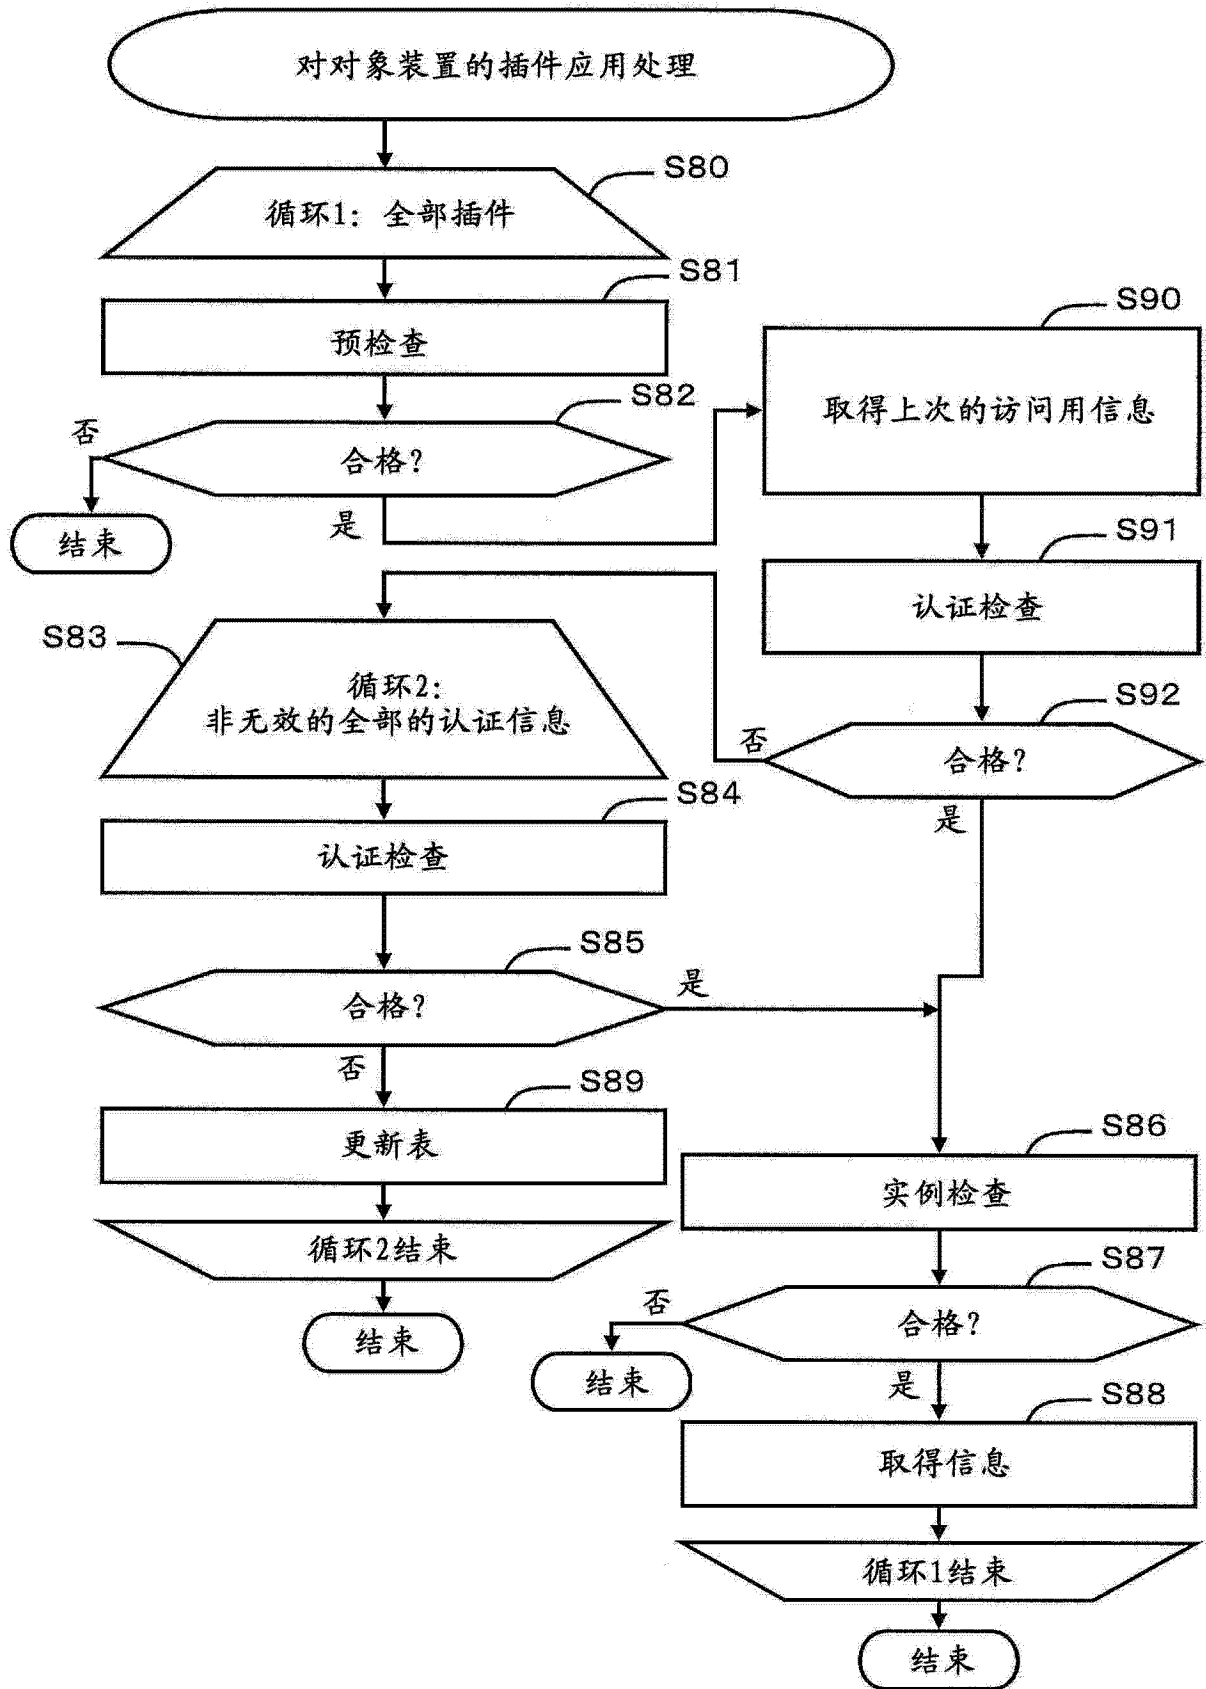 对对象装置的插件应用处理
S80
循环1：全部插件
S81
预检查
S82
合格？
否
结束
是
S90
取得上次的访问用信息
S91
认证检查
S92
合格？
否
是
S83
循环2：
非无效的全部的认证信息
S84
认证检查
S85
合格？
是
否
S89
更新表
循环2结束
结束
S86
实例检查
S87
合格？
否
结束
是
S88
取得信息
循环1结束
结束